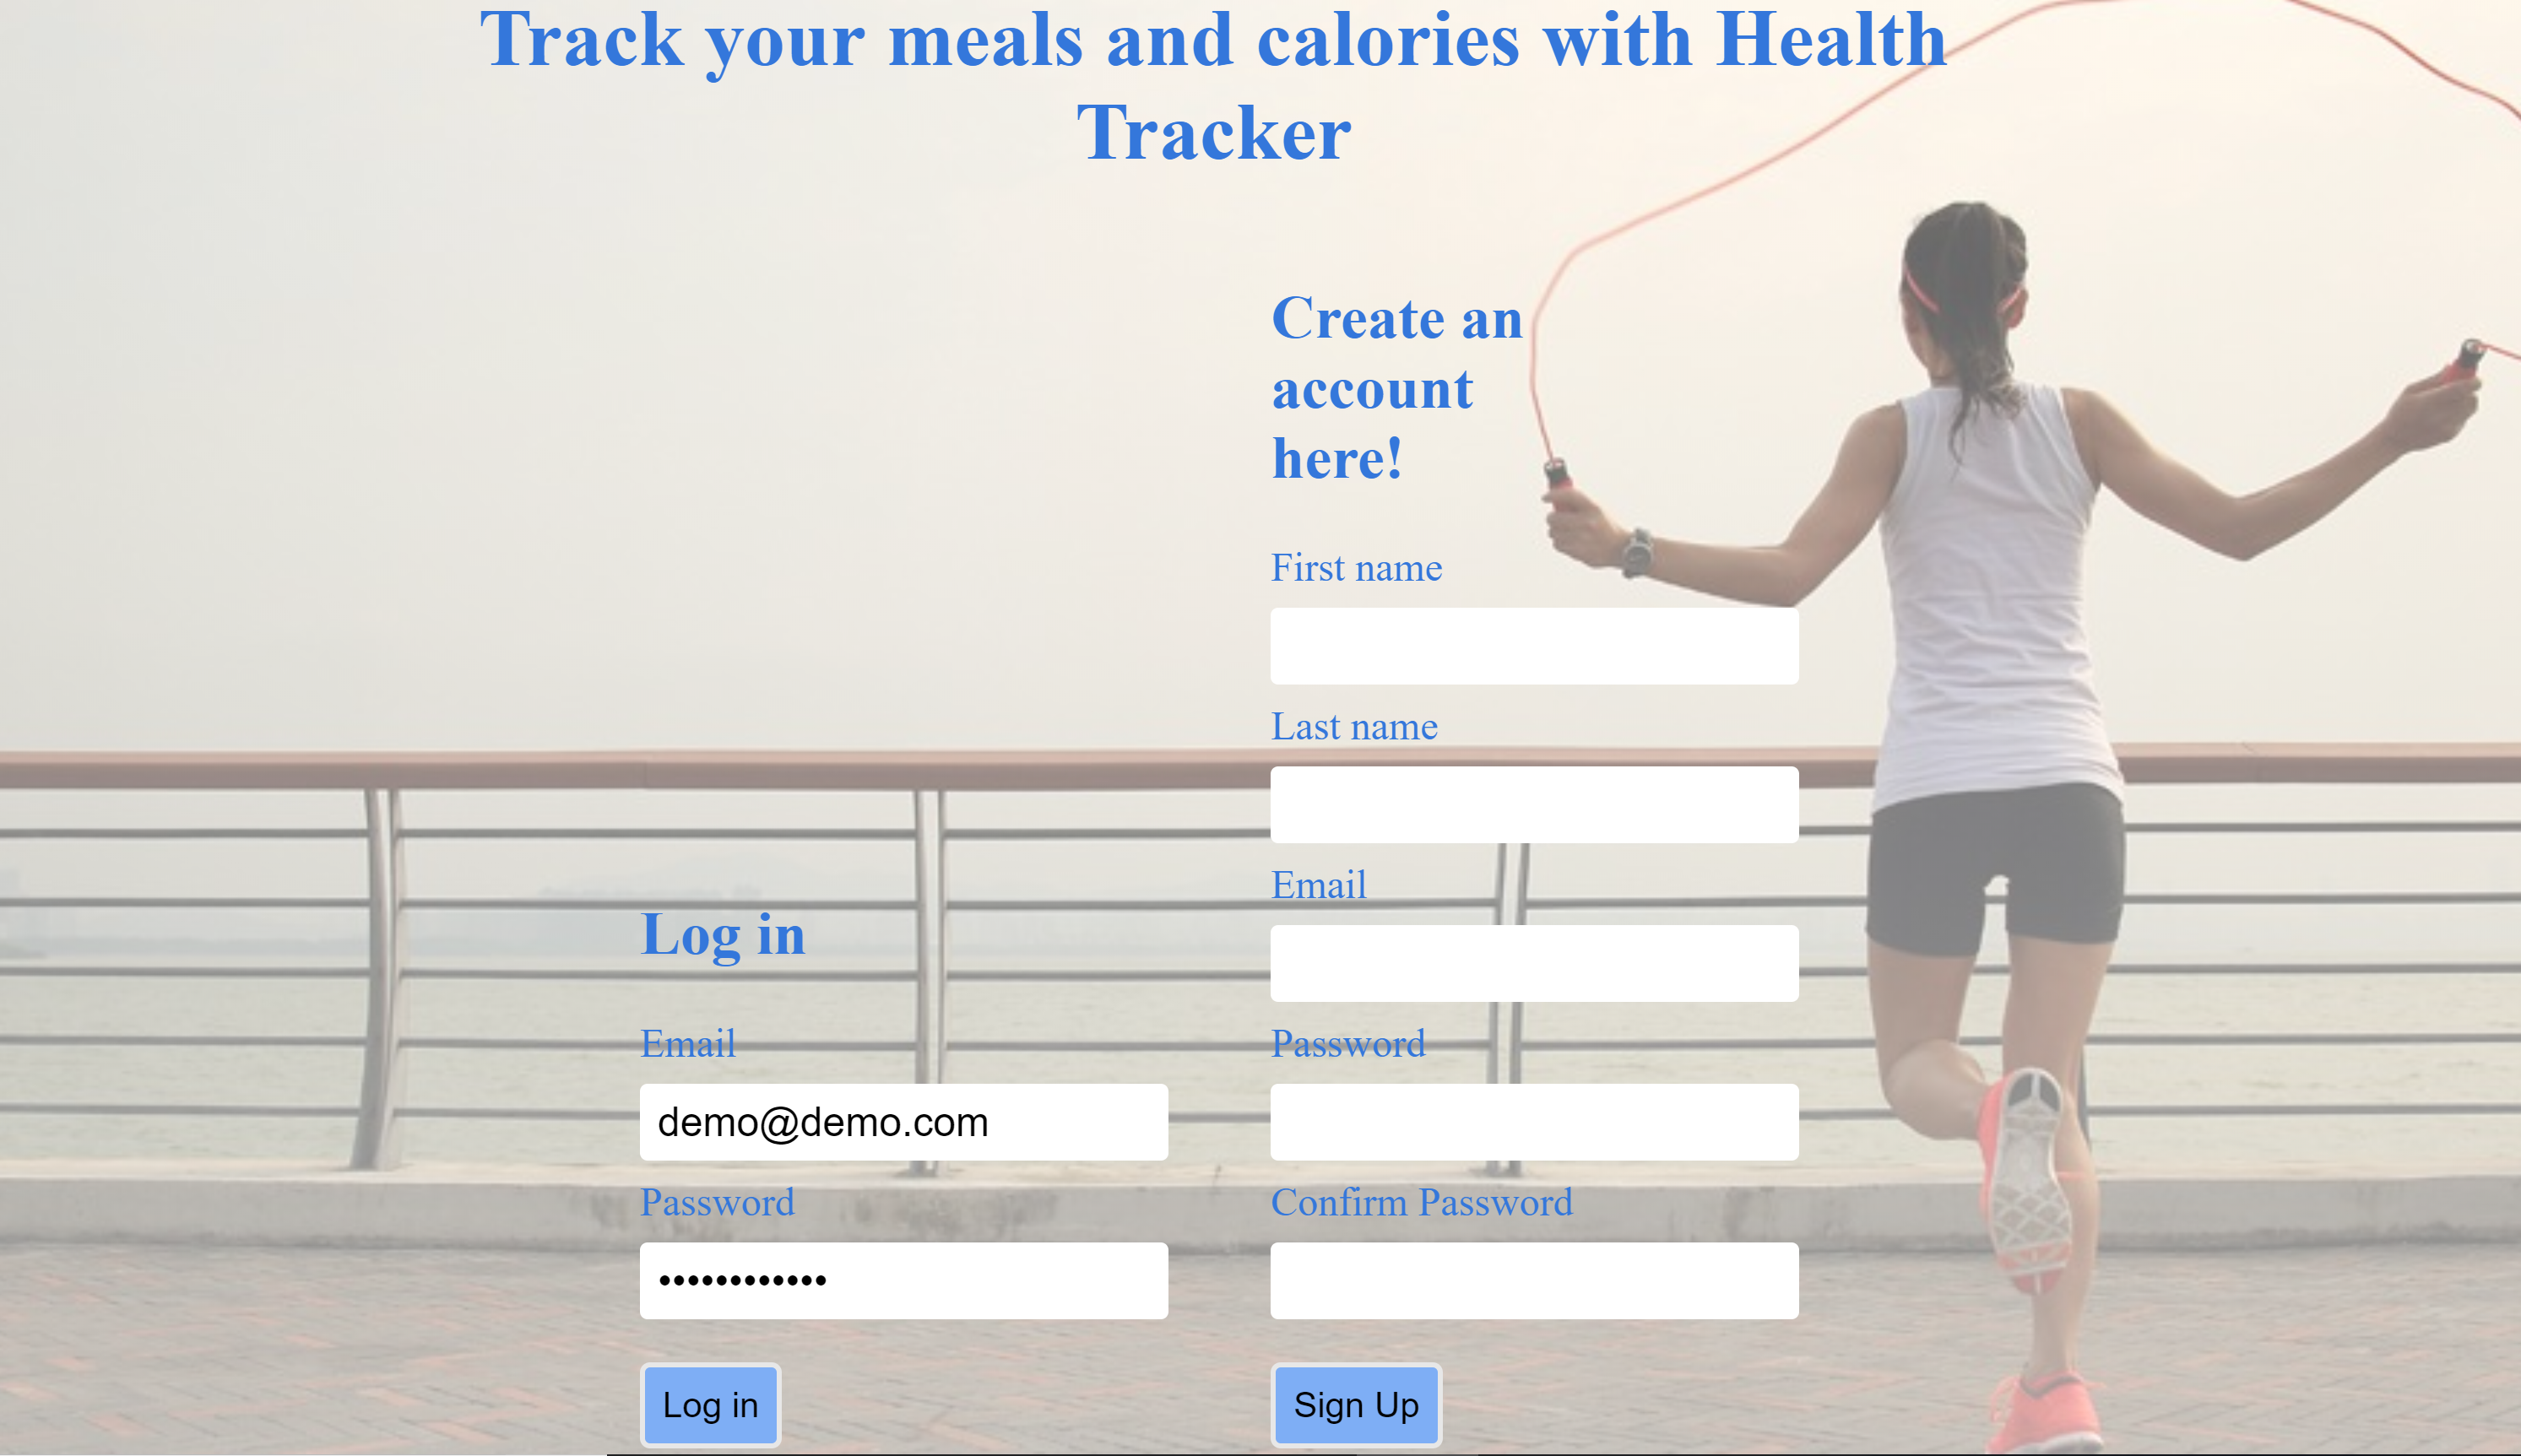 Track your meals and calories with Health
Tracker
Log in
Email
demo@demo.com
Password
••••••••••••
Log in
Create an
account
here!
First name
Last name
Email
Password
Confirm Password
Sign Up